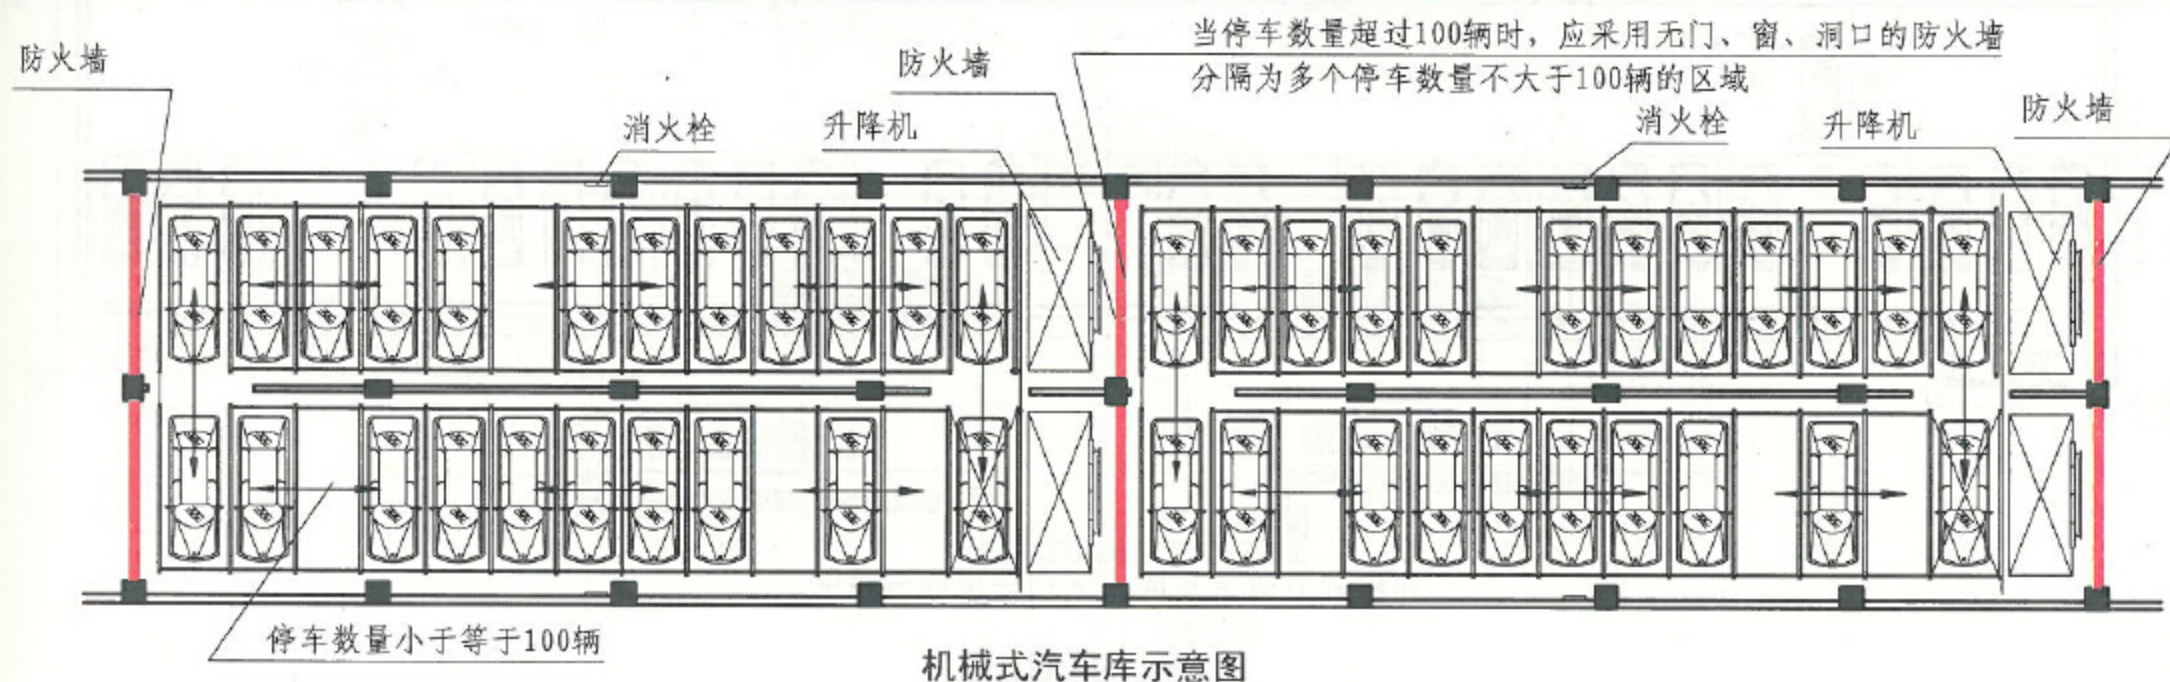 当停车数量超过100辆时，应采用无门、窗、洞口的防火墙
分隔为多个停车数量不大于100辆的区域
防火墙
防火墙
防火墙
消火栓
升降机
消火栓
升降机
停车数量小于等于100辆
机械式汽车库示意图